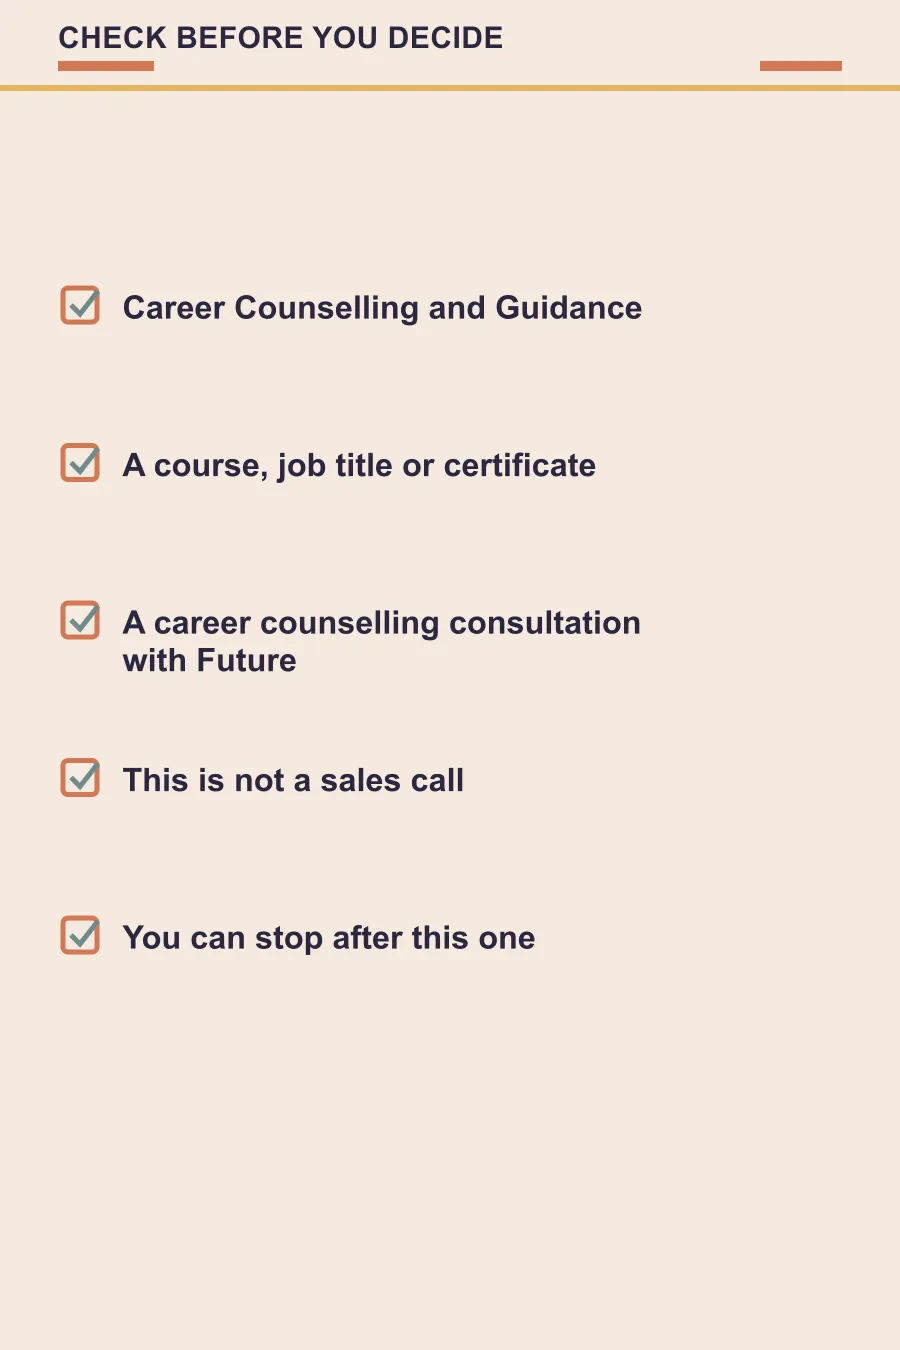 CHECK BEFORE YOU DECIDE
Career Counselling and Guidance
A course, job title or certificate
A career counselling consultation
with Future
This is not a sales call
You can stop after this one